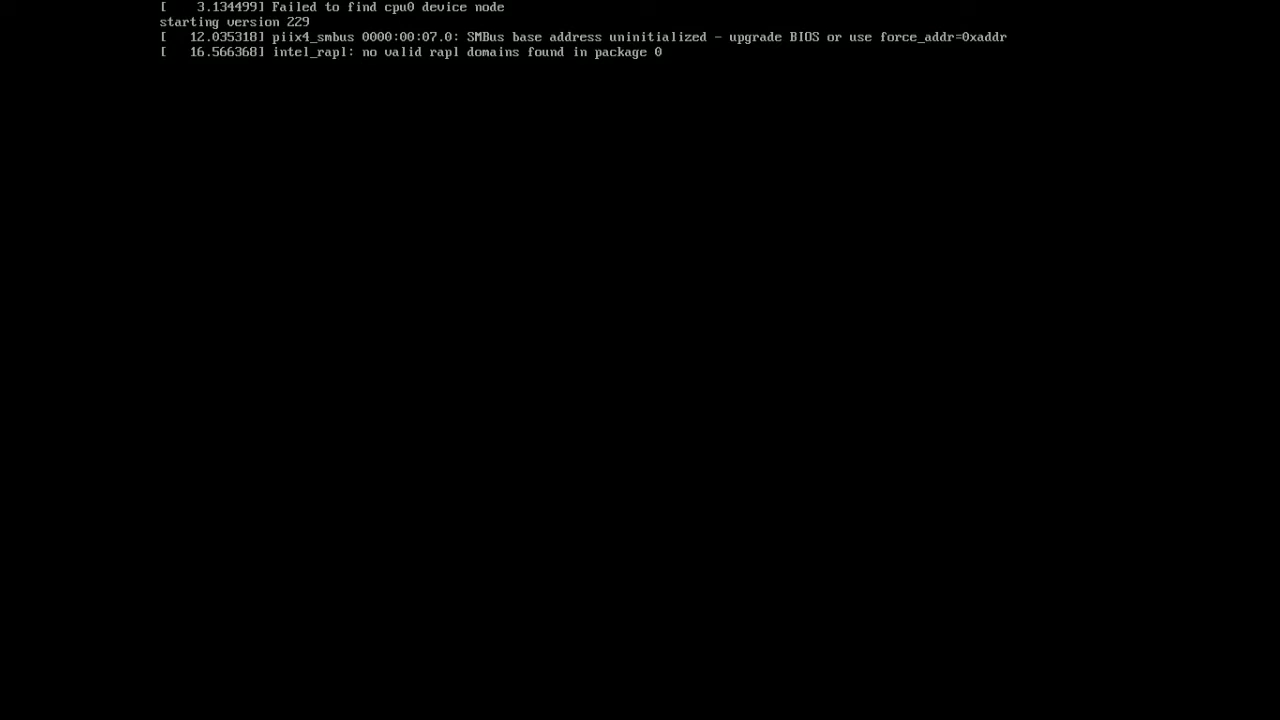 [    3.134499] Failed to find cpu0 device node
starting version 229
[   12.035318] piix4_smbus 0000:00:07.0: SMBus base address uninitialized - upgrade BIOS or use force_addr=0xaddr
[   16.566368] intel_rapl: no valid rapl domains found in package 0